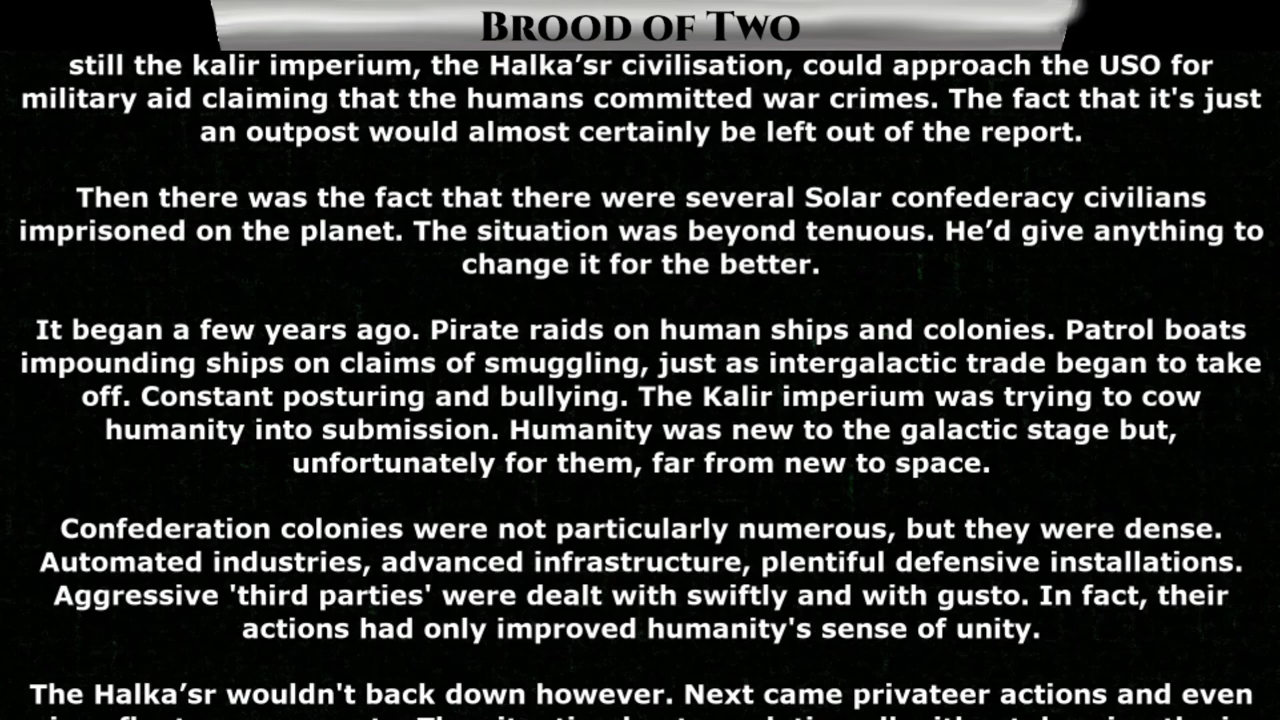 Brood of Two
still the kalir imperium, the Halka’sr civilisation, could approach the USO for
military aid claiming that the humans committed war crimes. The fact that it's just
an outpost would almost certainly be left out of the report.
Then there was the fact that there were several Solar confederacy civilians
imprisoned on the planet. The situation was beyond tenuous. He’d give anything to
change it for the better.
It began a few years ago. Pirate raids on human ships and colonies. Patrol boats
impounding ships on claims of smuggling, just as intergalactic trade began to take
off. Constant posturing and bullying. The Kalir imperium was trying to cow
humanity into submission. Humanity was new to the galactic stage but,
unfortunately for them, far from new to space.
Confederation colonies were not particularly numerous, but they were dense.
Automated industries, advanced infrastructure, plentiful defensive installations.
Aggressive 'third parties' were dealt with swiftly and with gusto. In fact, their
actions had only improved humanity's sense of unity.
The Halka’sr wouldn't back down however. Next came privateer actions and even